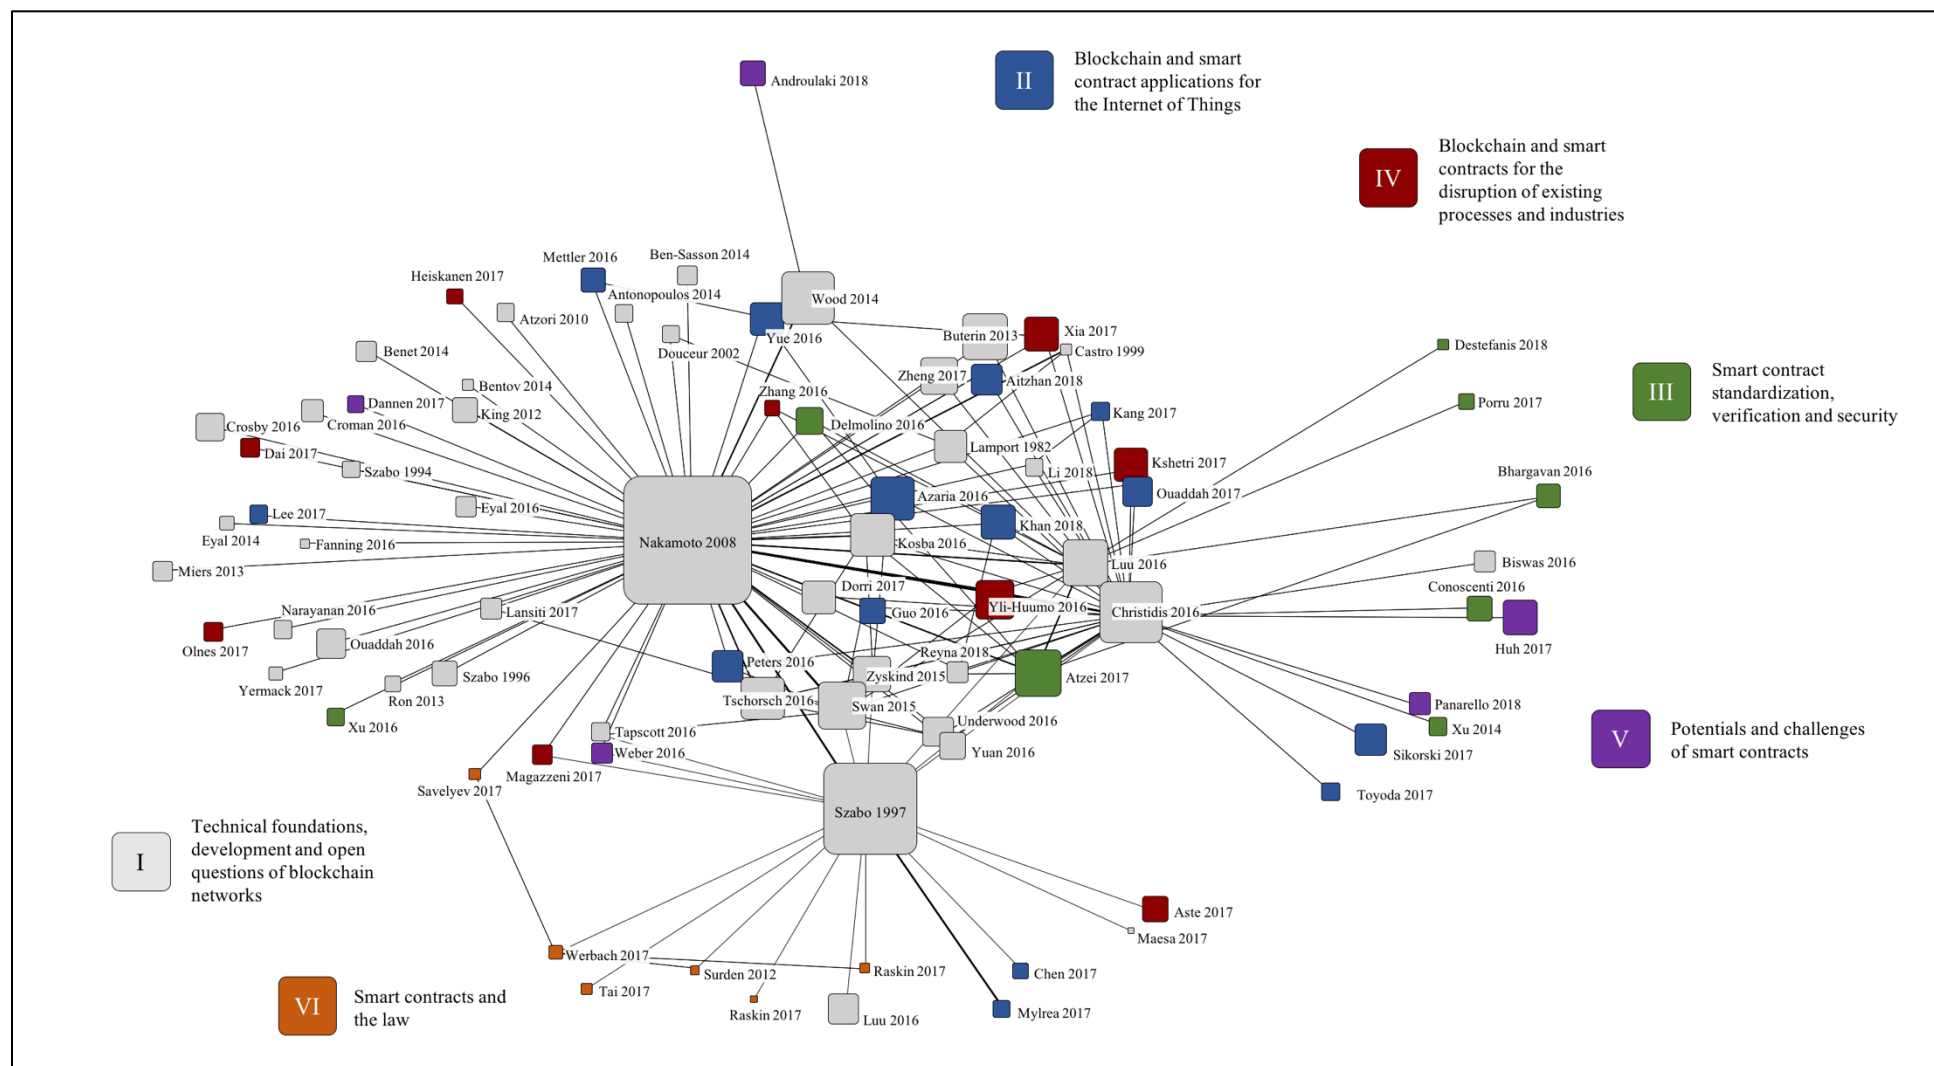 Androulaki 2018
II
Blockchain and smart
contract applications for
the Internet of Things
IV
Blockchain and smart
contracts for the
disruption of existing
processes and industries
Mettler 2016
Ben-Sasson 2014
Heiskanen 2017
Antonopoulos 2014
Wood 2014
Atzori 2010
Yue 2016
Buterin 2013
Xia 2017
Benet 2014
Douceur 2002
Castro 1999
Destefanis 2018
Bentov 2014
Zheng 2017
Aitzhan 2018
III
Smart contract
standardization,
verification and security
Dannen 2017
King 2012
Zhang 2016
Kang 2017
Porru 2017
Crosby 2016
Croman 2016
Delmolino 2016
Dai 2017
Lamport 1982
Szabo 1994
Li 2018
Kshetri 2017
Bhargavan 2016
Eyal 2016
Azaria 2016
Ouaddah 2017
Lee 2017
Khan 2018
Eyal 2014
Fanning 2016
Nakamoto 2008
Kosba 2016
Miers 2013
Luu 2016
Biswas 2016
Dorri 2017
Conoscenti 2016
Narayanan 2016
Lansiti 2017
Guo 2016
Yli-Huumo 2016
Christidis 2016
Olnes 2017
Ouaddah 2016
Huh 2017
Peters 2016
Reyna 2018
Szabo 1996
Zyskind 2015
Atzei 2017
Yermack 2017
Ron 2013
Tschorsch 2016
Swan 2015
Panarello 2018
Xu 2016
Underwood 2016
Xu 2014
Tapscott 2016
Yuan 2016
Weber 2016
Sikorski 2017
V
Potentials and challenges
of smart contracts
Magazzeni 2017
Savelyev 2017
Toyoda 2017
Szabo 1997
I
Technical foundations,
development and open
questions of blockchain
networks
Aste 2017
Maesa 2017
Werbach 2017
Surden 2012
Raskin 2017
Chen 2017
Tai 2017
VI
Smart contracts and
the law
Raskin 2017
Luu 2016
Mylrea 2017